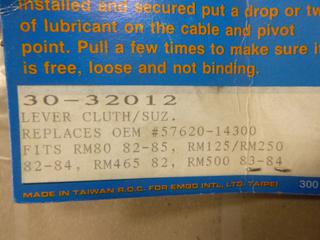 installed and secured put a drop or tw
of lubricant on the cable and pivot
point. Pull a few times to make sure it
is free, loose and not binding.
30-32012
LEVER CLUTH/SUZ.
REPLACES OEM #57620-14300
FITS RM80 82-85, RM125/RM250
82-84, RM465 82, RM500 83-84
MADE IN TAIWAN R.O.C. FOR EMGO INT'L, LTD. TAIPEI
300